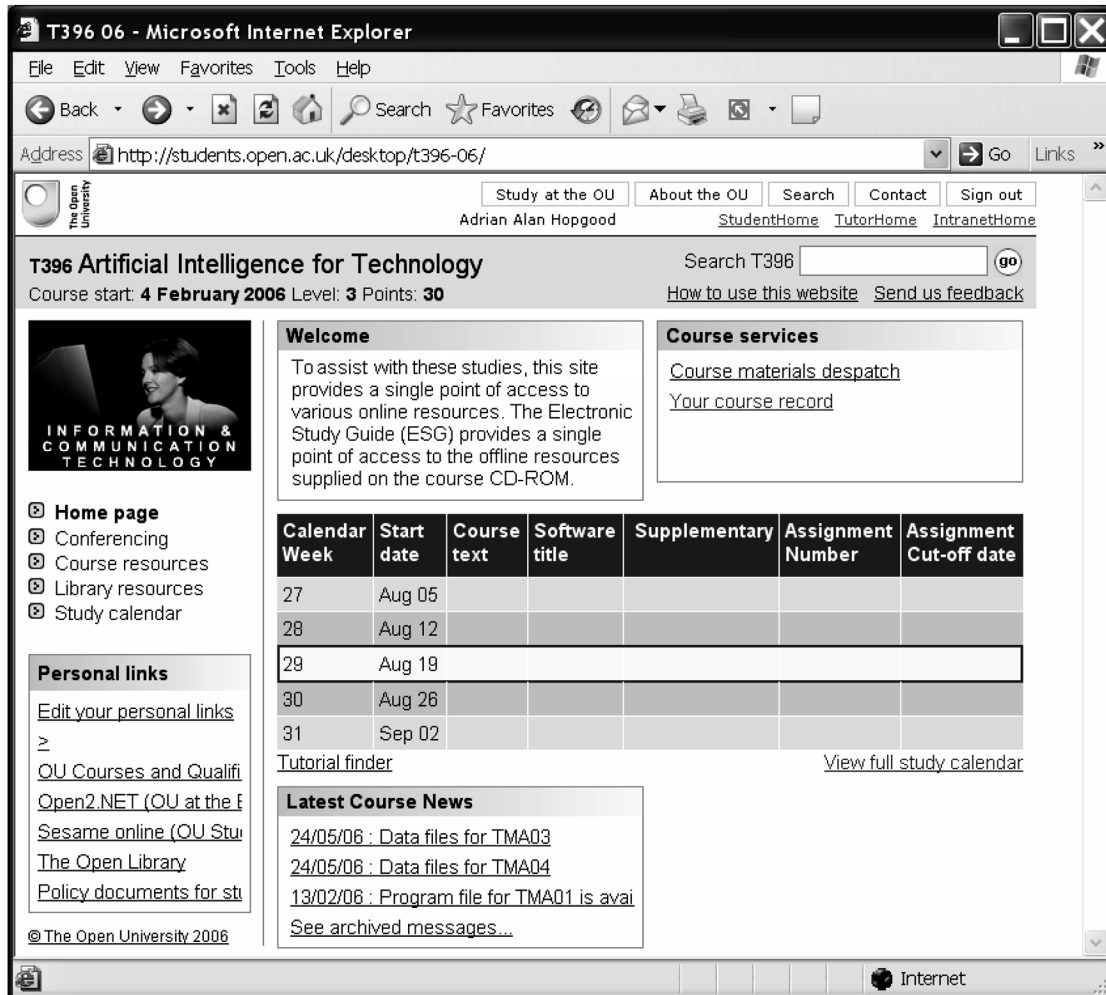 T396 06 - Microsoft Internet Explorer
File Edit View Favorites Tools Help
Back Search Favorites
Address http://students.open.ac.uk/desktop/t396-06/ Go Links »
The Open
University
Study at the OU About the OU Search Contact Sign out
Adrian Alan Hopgood StudentHome TutorHome IntranetHome
T396 Artificial Intelligence for Technology
Search T396 go
Course start: 4 February 2006 Level: 3 Points: 30
How to use this website Send us feedback
INFORMATION &
COMMUNICATION
TECHNOLOGY
Home page
Conferencing
Course resources
Library resources
Study calendar
Personal links
Edit your personal links
>
OU Courses and Qualifi
Open2.NET (OU at the
Sesame online (OU Stu
The Open Library
Policy documents for stu
© The Open University 2006
Welcome
To assist with these studies, this site
provides a single point of access to
various online resources. The Electronic
Study Guide (ESG) provides a single
point of access to the offline resources
supplied on the course CD-ROM.
Course services
Course materials despatch
Your course record
Calendar Start Course Software Supplementary Assignment Assignment
Week date text title Number Cut-off date
27 Aug 05
28 Aug 12
29 Aug 19
30 Aug 26
31 Sep 02
Tutorial finder View full study calendar
Latest Course News
24/05/06 : Data files for TMA03
24/05/06 : Data files for TMA04
13/02/06 : Program file for TMA01 is avai
See archived messages...
Internet